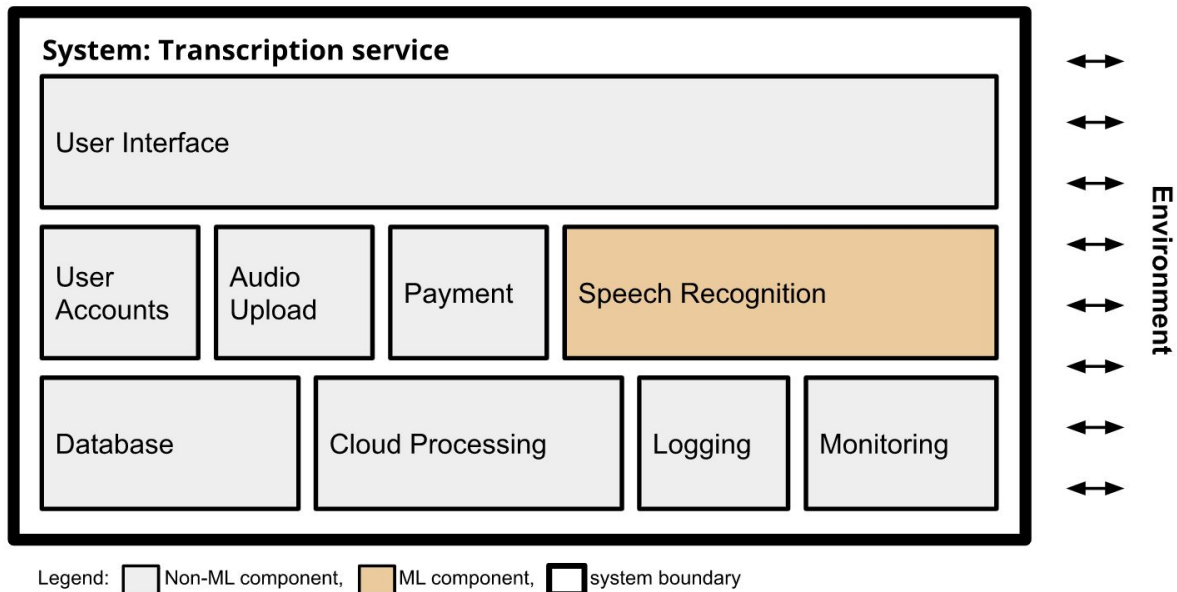 System: Transcription service
User Interface
User
Accounts
Audio
Upload
Payment
Speech Recognition
Database
Cloud Processing
Logging
Monitoring
Environment
Legend: Non-ML component, ML component, system boundary